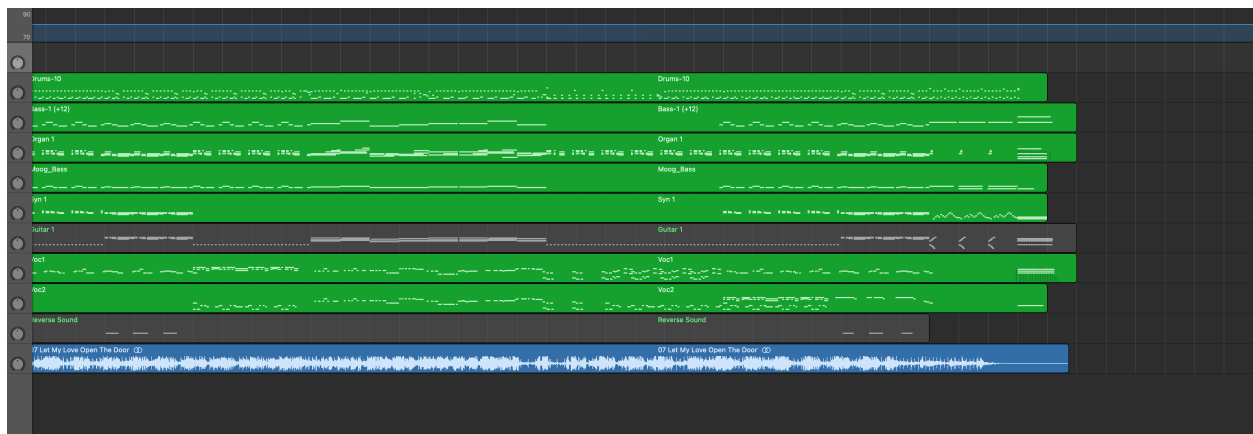 90
70
Drums-10 Drums-10
Bass-1 (+12) Bass-1 (+12)
Organ 1 Organ 1
Moog_Bass Moog_Bass
Syn 1 Syn 1
Guitar 1 Guitar 1
Voc1 Voc1
Voc2 Voc2
Reverse Sound Reverse Sound
07 Let My Love Open The Door 07 Let My Love Open The Door